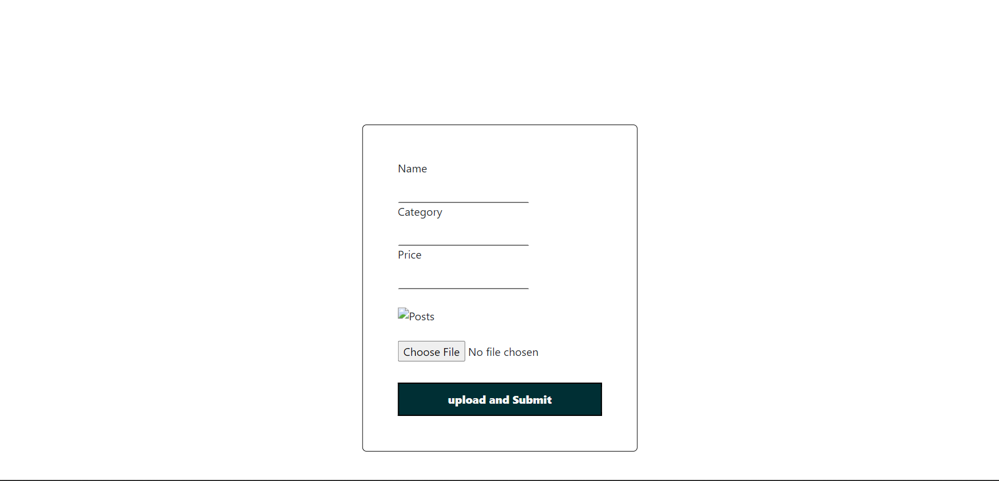 Name
Category
Price
Posts
Choose File No file chosen
upload and Submit